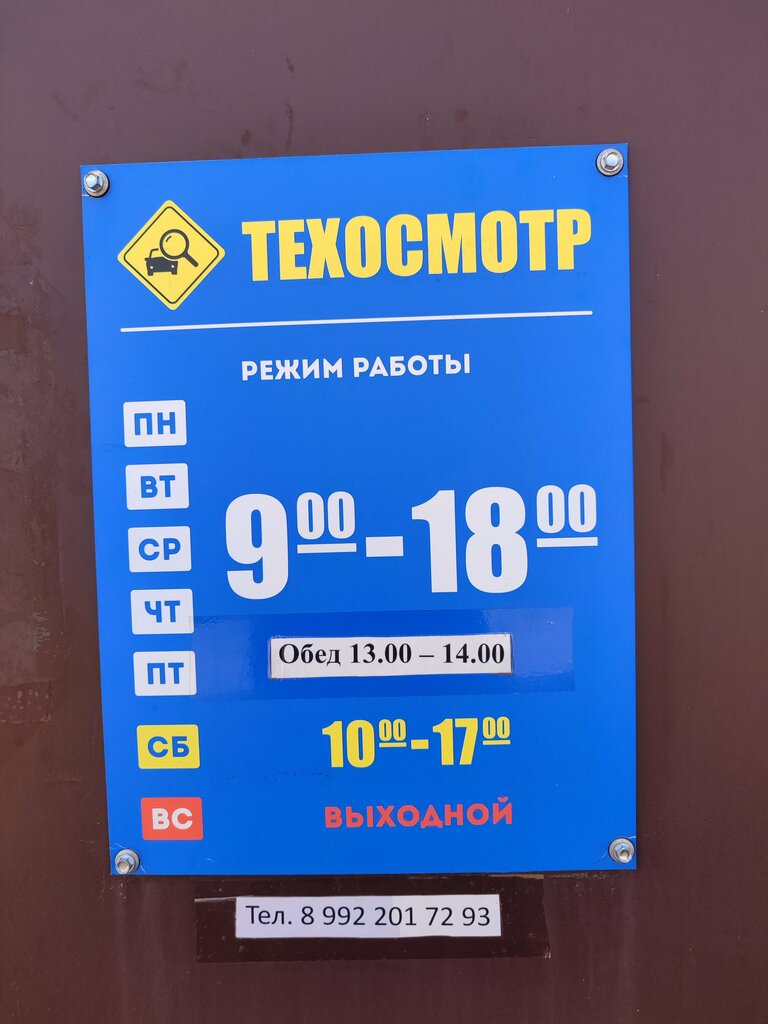 ТЕХОСМОТР
РЕЖИМ РАБОТЫ
ПН
ВТ
СР
ЧТ
ПТ
9⁰⁰-18⁰⁰
Обед 13.00 – 14.00
СБ 10⁰⁰-17⁰⁰
ВС ВЫХОДНОЙ
Тел. 8 992 201 72 93